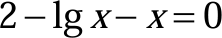 2 − lg x − x = 0